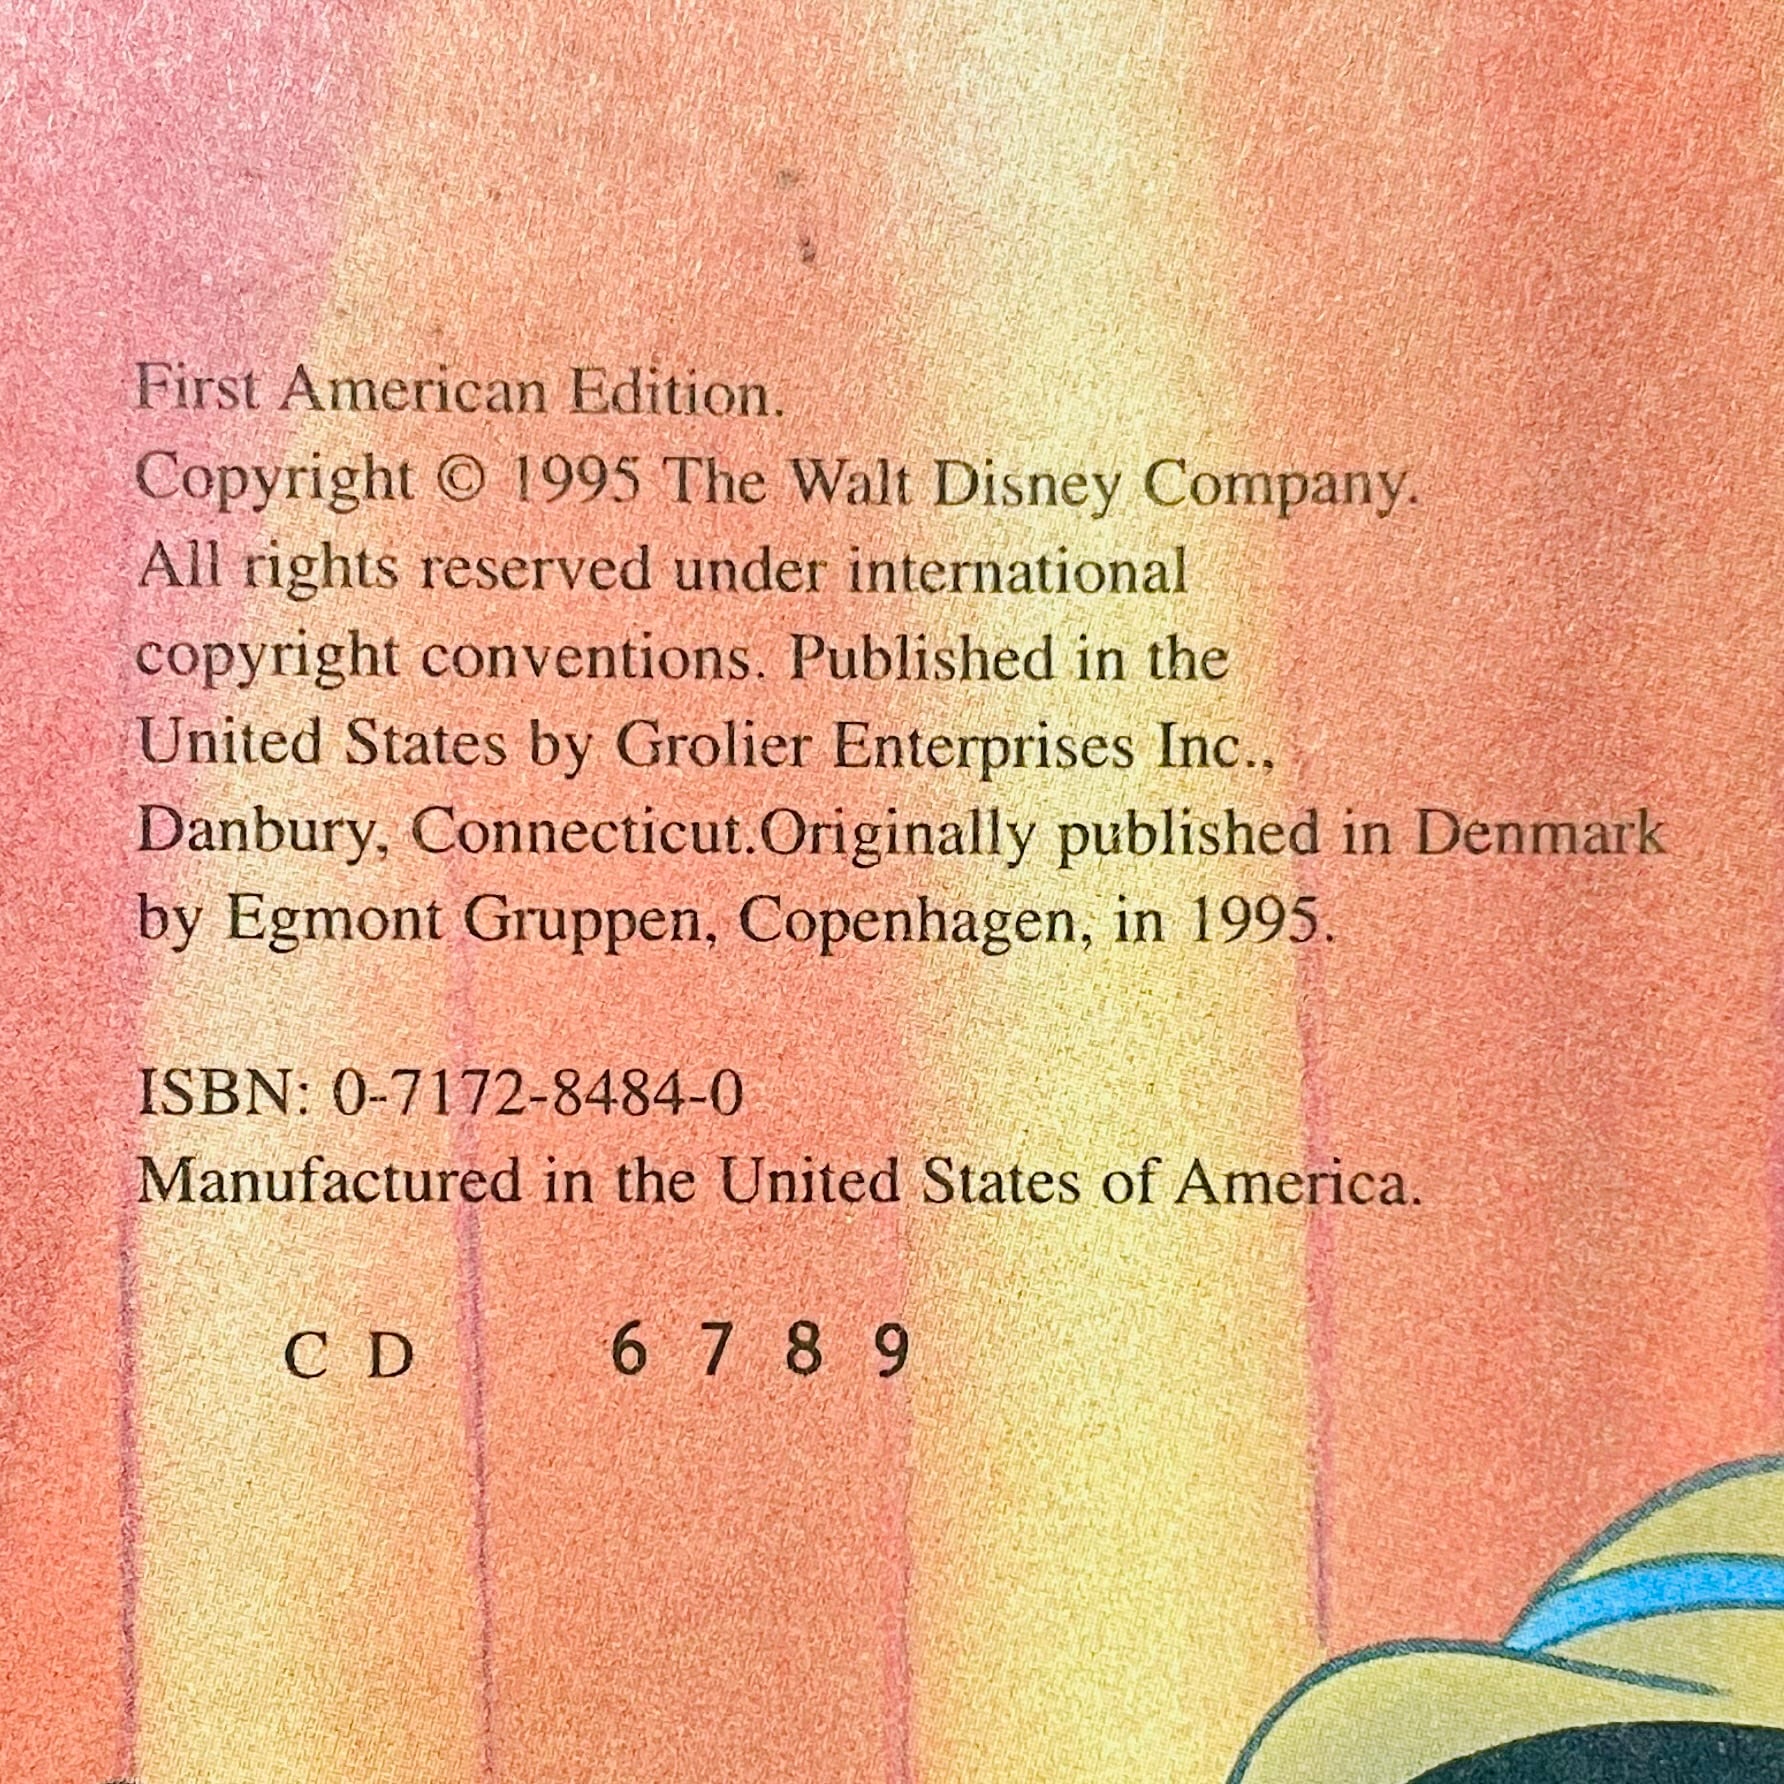 First American Edition.
Copyright © 1995 The Walt Disney Company.
All rights reserved under international
copyright conventions. Published in the
United States by Grolier Enterprises Inc.,
Danbury, Connecticut.Originally published in Denmark
by Egmont Gruppen, Copenhagen, in 1995.
ISBN: 0-7172-8484-0
Manufactured in the United States of America.
C D 6 7 8 9